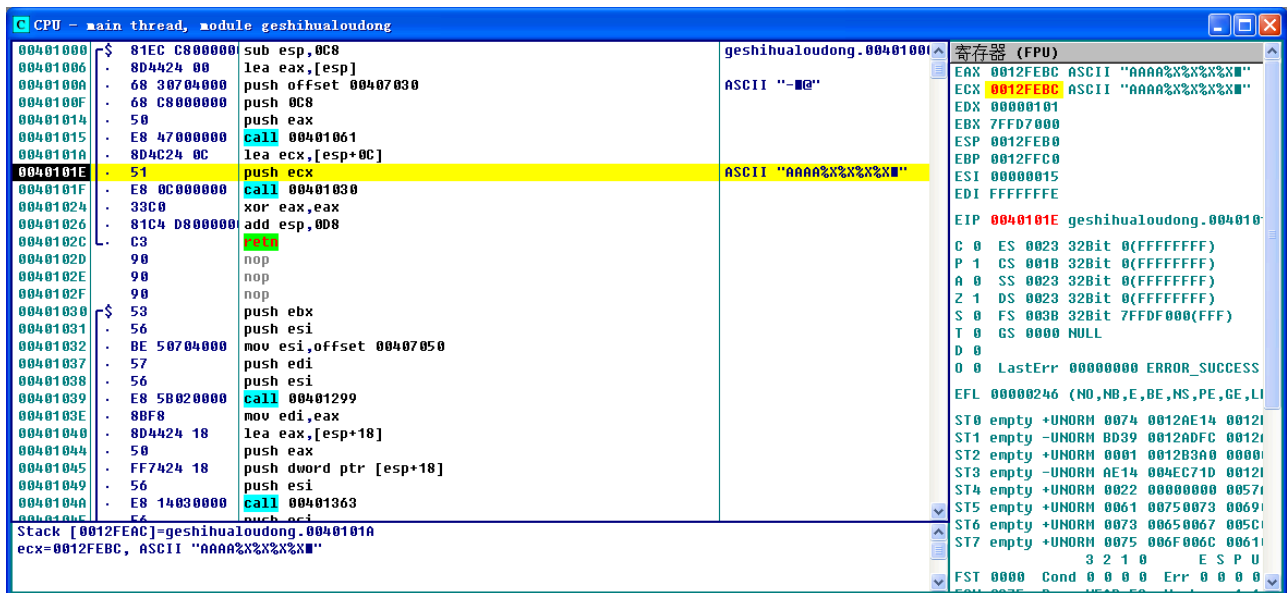 CPU - main thread, module geshihualoudong
00401000 $ 81EC C800000 sub esp,0C8 geshihualoudong.0040100
00401006 . 8D4424 00 lea eax,[esp]
0040100A . 68 30704000 push offset 00407030 ASCII "-■@"
0040100F . 68 C8000000 push 0C8
00401014 . 50 push eax
00401015 . E8 47000000 call 00401061
0040101A . 8D4C24 0C lea ecx,[esp+0C]
0040101E . 51 push ecx ASCII "AAAA%X%X%X%X■"
0040101F . E8 0C000000 call 00401030
00401024 . 33C0 xor eax,eax
00401026 . 81C4 D800000 add esp,0D8
0040102C . C3 retn
0040102D 90 nop
0040102E 90 nop
0040102F 90 nop
00401030 $ 53 push ebx
00401031 . 56 push esi
00401032 . BE 50704000 mov esi,offset 00407050
00401037 . 57 push edi
00401038 . 56 push esi
00401039 . E8 5B020000 call 00401299
0040103E . 8BF8 mov edi,eax
00401040 . 8D4424 18 lea eax,[esp+18]
00401044 . 50 push eax
00401045 . FF7424 18 push dword ptr [esp+18]
00401049 . 56 push esi
0040104A . E8 14030000 call 00401363
Stack [0012FEAC]=geshihualoudong.0040101A
ecx=0012FEBC, ASCII "AAAA%X%X%X%X■"
寄存器 (FPU)
EAX 0012FEBC ASCII "AAAA%X%X%X%X■"
ECX 0012FEBC ASCII "AAAA%X%X%X%X■"
EDX 00000101
EBX 7FFD7000
ESP 0012FEB0
EBP 0012FFC0
ESI 00000015
EDI FFFFFFFE
EIP 0040101E geshihualoudong.004010
C 0 ES 0023 32Bit 0(FFFFFFFF)
P 1 CS 001B 32Bit 0(FFFFFFFF)
A 0 SS 0023 32Bit 0(FFFFFFFF)
Z 1 DS 0023 32Bit 0(FFFFFFFF)
S 0 FS 003B 32Bit 7FFDF000(FFF)
T 0 GS 0000 NULL
D 0
O 0 LastErr 00000000 ERROR_SUCCESS
EFL 00000246 (NO,NB,E,BE,NS,PE,GE,L
ST0 empty +UNORM 0074 0012AE14 0012
ST1 empty -UNORM BD39 0012ADFC 0012
ST2 empty +UNORM 0001 0012B3A0 0000
ST3 empty -UNORM AE14 004EC71D 0012
ST4 empty +UNORM 0022 00000000 0057
ST5 empty +UNORM 0061 00750073 0069
ST6 empty +UNORM 0073 00650067 005C
ST7 empty +UNORM 0075 006F006C 0061
3 2 1 0 E S P U
FST 0000 Cond 0 0 0 0 Err 0 0 0 0